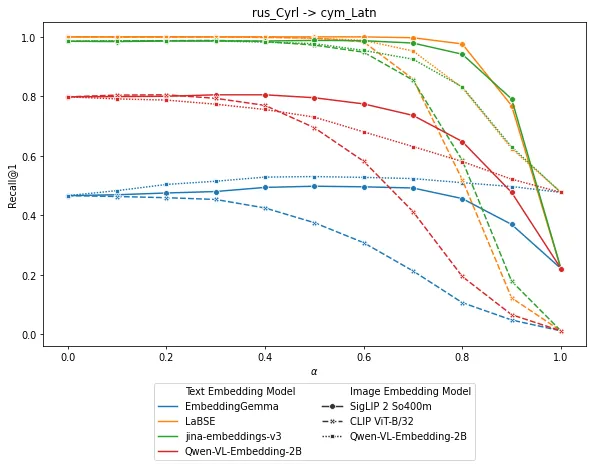 rus_Cyrl -> cym_Latn
Recall@1
1.0
0.8
0.6
0.4
0.2
0.0
0.0 0.2 0.4 0.6 0.8 1.0
α
Text Embedding Model Image Embedding Model
EmbeddingGemma SigLIP 2 So400m
LaBSE CLIP ViT-B/32
jina-embeddings-v3 Qwen-VL-Embedding-2B
Qwen-VL-Embedding-2B